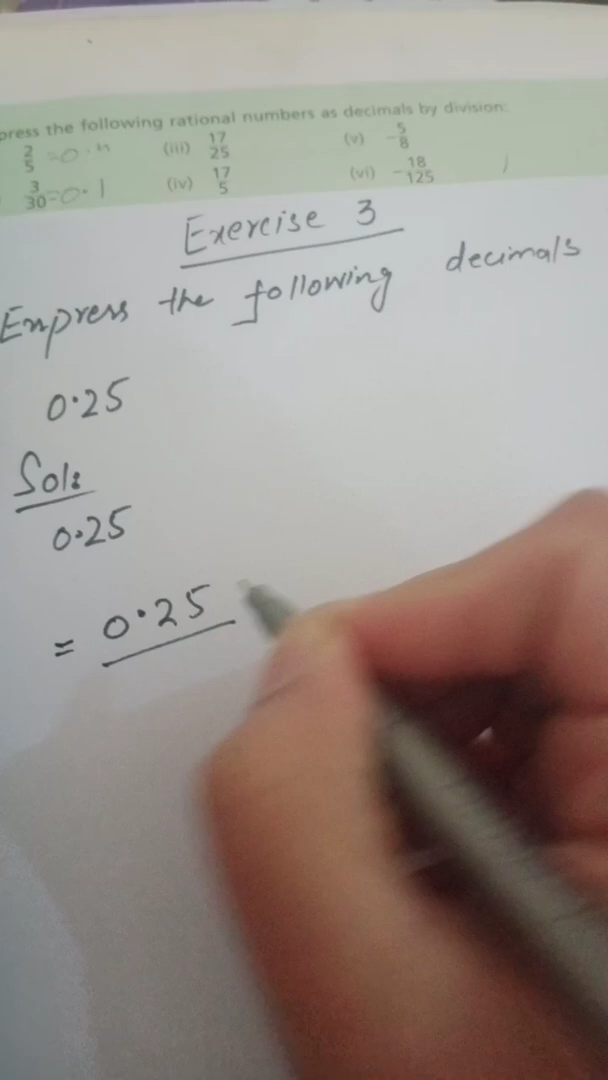 press the following rational numbers as decimals by division:
2/5 =0.4 (iii) 17/25 (v) -5/8
3/30 =0.1 (iv) 17/5 (vi) -18/125
Exercise 3
Express the following decimals
0.25
Sol:
0.25
= 0.25